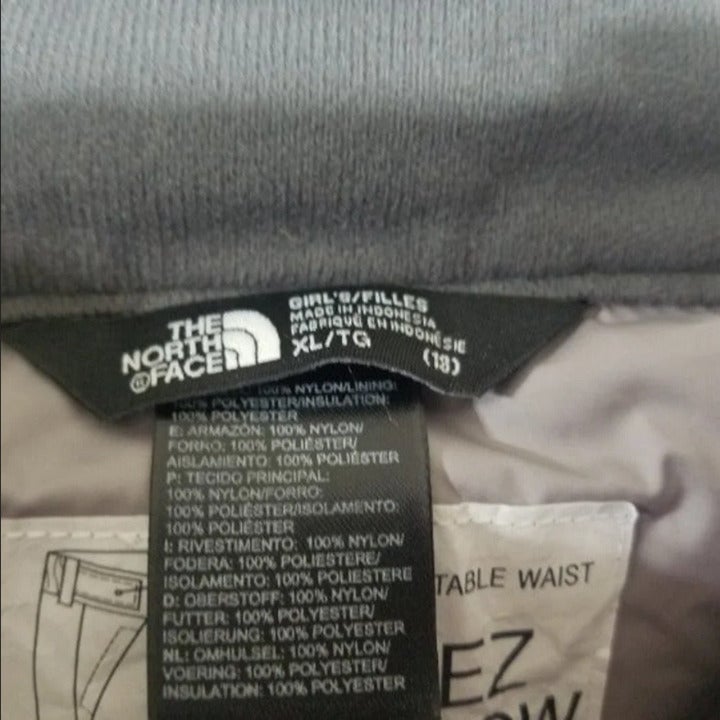 THE
NORTH
FACE
®
GIRL'S/FILLES
MADE IN INDONESIA
FABRIQUÉ EN INDONÉSIE
XL/TG
(18)
100% NYLON/LINING:
100% POLYESTER/INSULATION:
100% POLYESTER
E: ARMAZÓN: 100% NYLON/
FORRO: 100% POLIÉSTER/
AISLAMIENTO: 100% POLIÉSTER
P: TECIDO PRINCIPAL:
100% NYLON/FORRO:
100% POLIÉSTER/ISOLAMENTO:
100% POLIÉSTER
I: RIVESTIMENTO: 100% NYLON/
FODERA: 100% POLIESTERE/
ISOLAMENTO: 100% POLIESTERE
D: OBERSTOFF: 100% NYLON/
FUTTER: 100% POLYESTER/
ISOLIERUNG: 100% POLYESTER
NL: OMHULSEL: 100% NYLON/
VOERING: 100% POLYESTER/
INSULATION: 100% POLYESTER
TABLE WAIST
EZ
OW